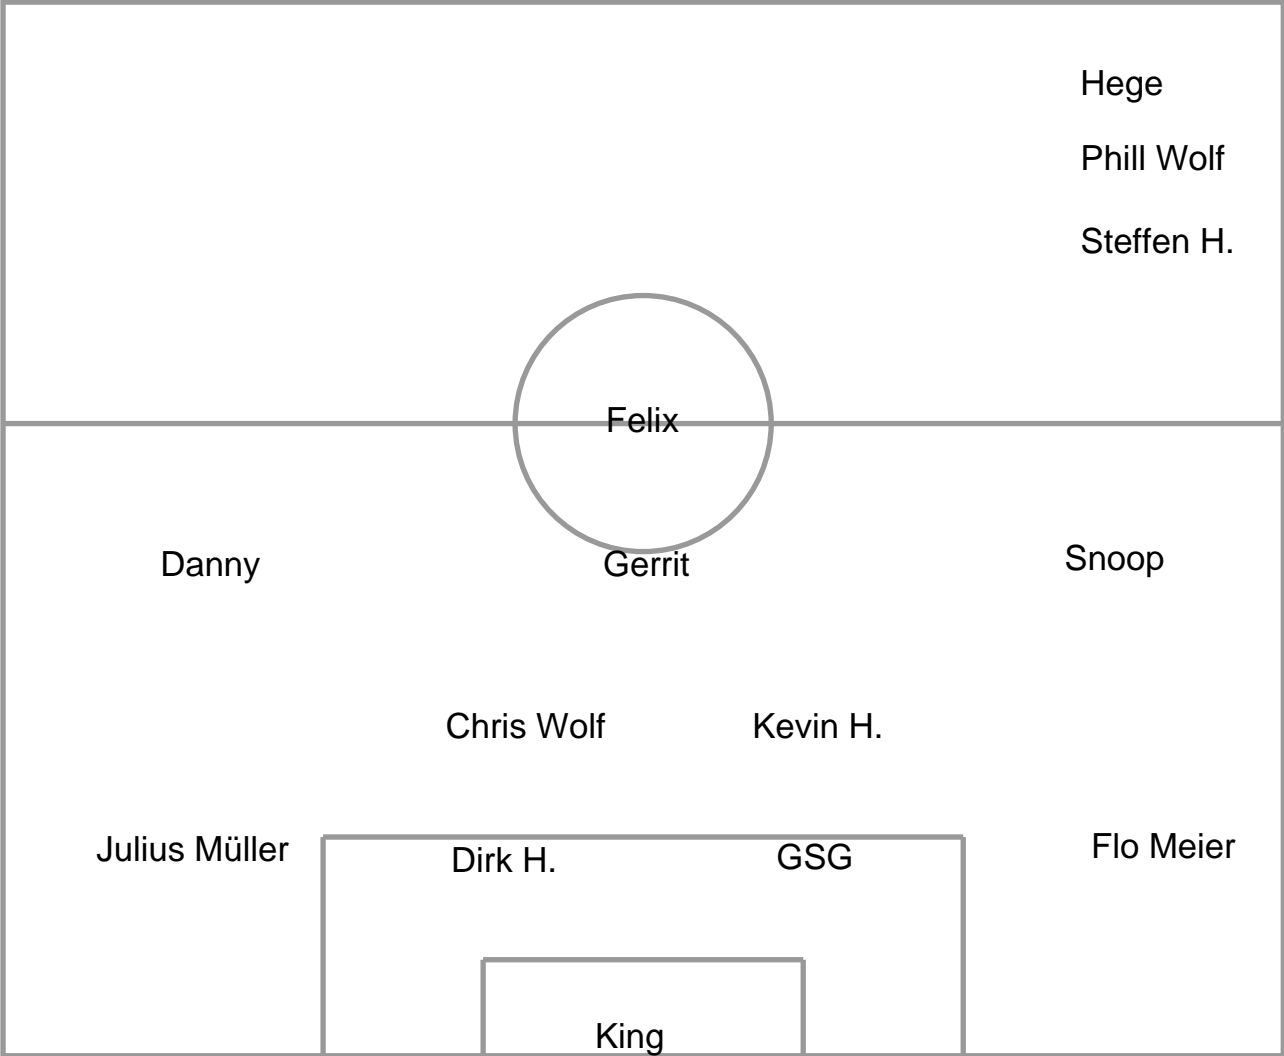 Hege
Phill Wolf
Steffen H.
Felix
Danny Gerrit Snoop
Chris Wolf Kevin H.
Julius Müller Dirk H. GSG Flo Meier
King